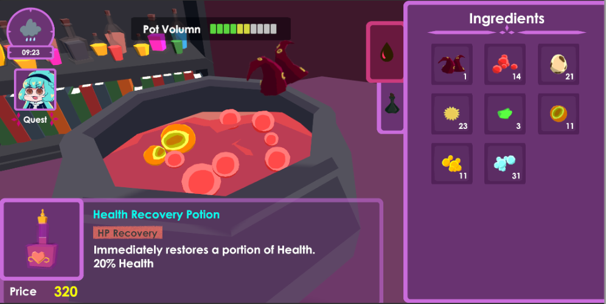 Ingredients
Pot Volumn
09:23
Quest
1
14
21
23
3
11
11
31
Health Recovery Potion
HP Recovery
Immediately restores a portion of Health.
20% Health
Price 320